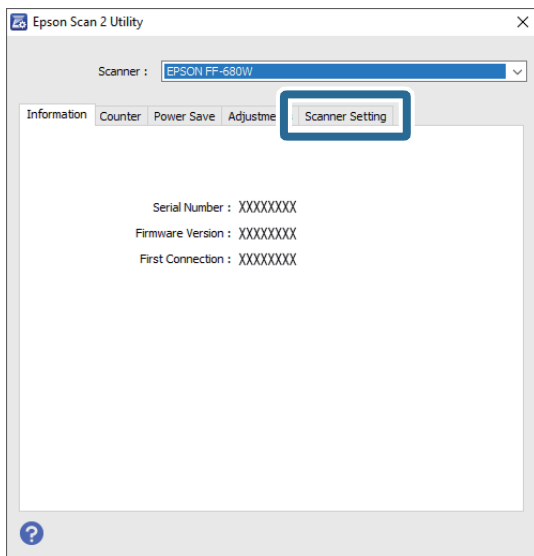 Epson Scan 2 Utility
Scanner : EPSON FF-680W
Information Counter Power Save Adjustme Scanner Setting
Serial Number : XXXXXXXX
Firmware Version : XXXXXXXX
First Connection : XXXXXXXX
?